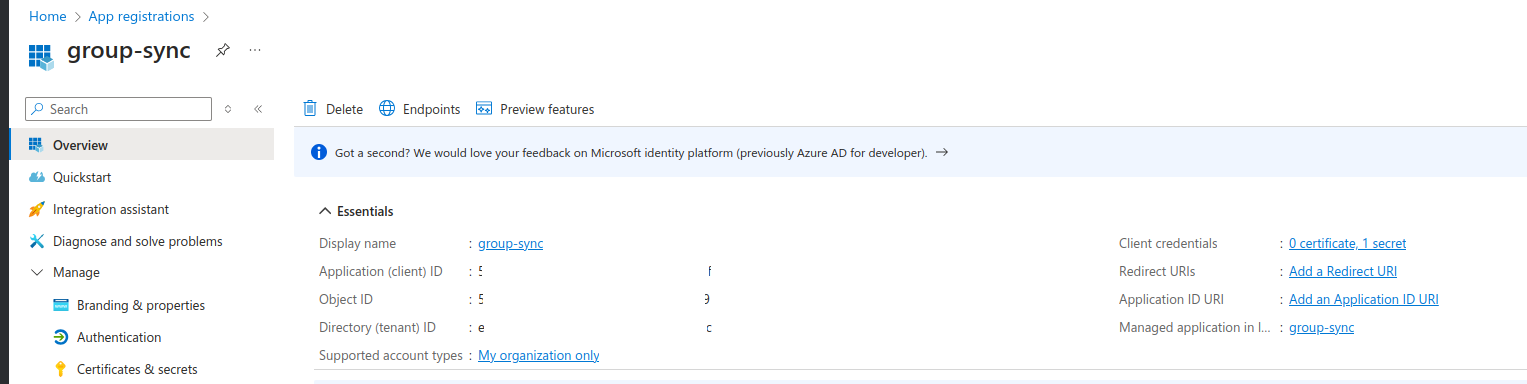 Home > App registrations >
group-sync ...
Search
Delete Endpoints Preview features
Overview
Got a second? We would love your feedback on Microsoft identity platform (previously Azure AD for developer). →
Quickstart
Integration assistant
Diagnose and solve problems
Manage
Branding & properties
Authentication
Certificates & secrets
Essentials
Display name : group-sync
Application (client) ID : 5 f
Object ID : 5 9
Directory (tenant) ID : e c
Supported account types : My organization only
Client credentials : 0 certificate, 1 secret
Redirect URIs : Add a Redirect URI
Application ID URI : Add an Application ID URI
Managed application in l... : group-sync